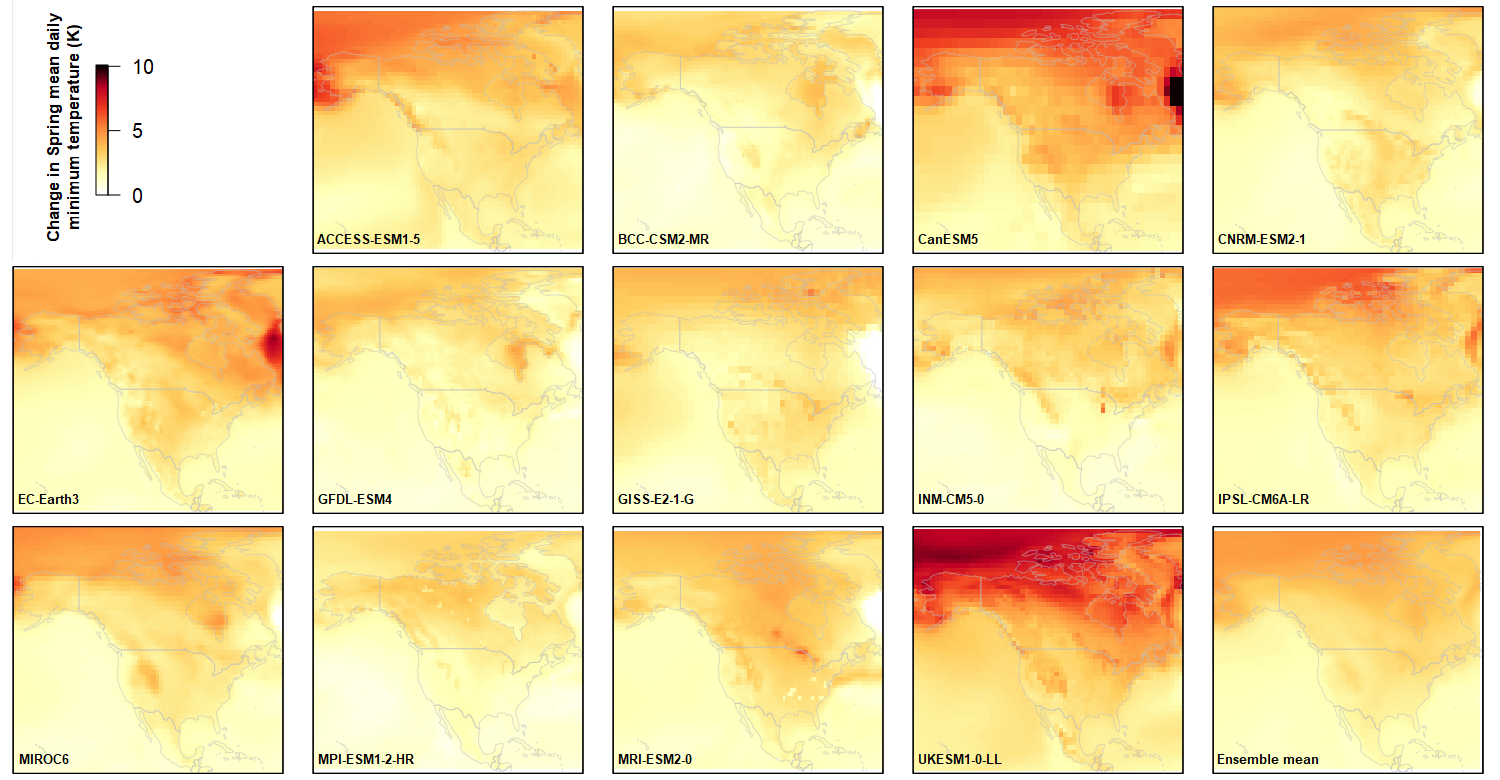 Change in Spring mean daily
minimum temperature (K)
10
5
0
ACCESS-ESM1-5
BCC-CSM2-MR
CanESM5
CNRM-ESM2-1
EC-Earth3
GFDL-ESM4
GISS-E2-1-G
INM-CM5-0
IPSL-CM6A-LR
MIROC6
MPI-ESM1-2-HR
MRI-ESM2-0
UKESM1-0-LL
Ensemble mean